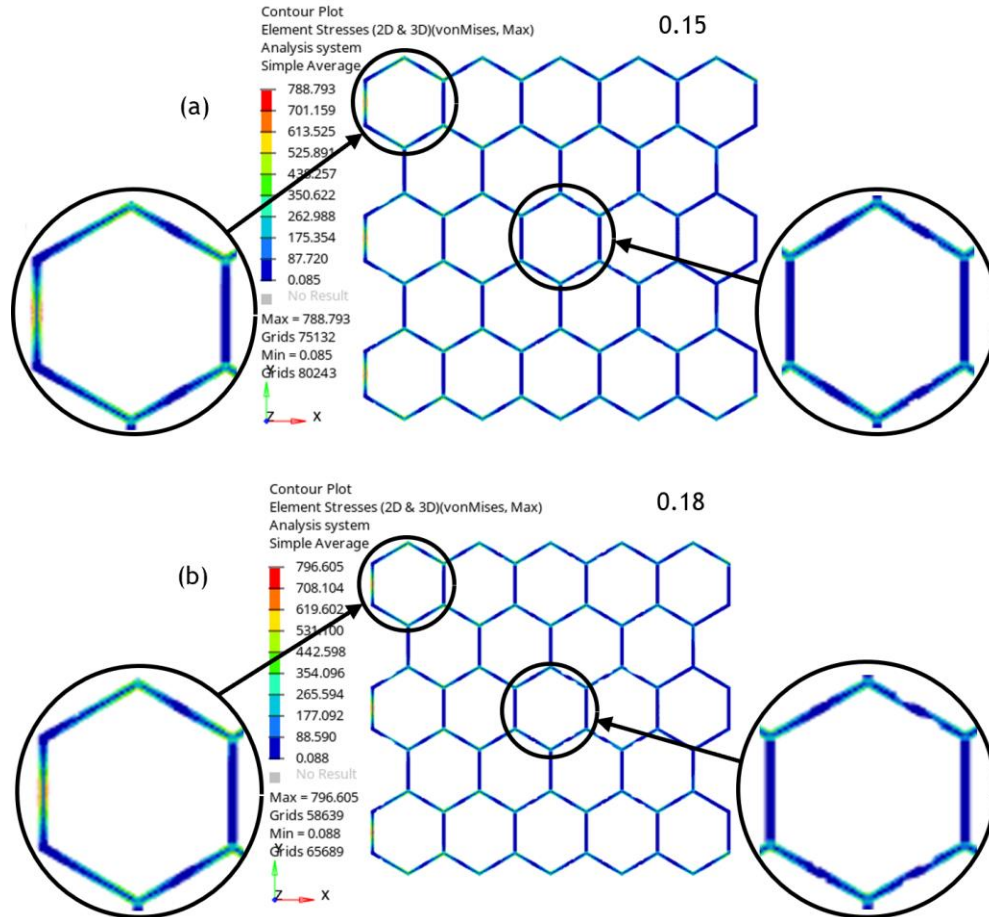 Contour Plot
Element Stresses (2D & 3D)(vonMises, Max)
Analysis system
Simple Average
0.15
(a)
788.793
701.159
613.525
525.891
438.257
350.622
262.988
175.354
87.720
0.085
No Result
Max = 788.793
Grids 75132
Min = 0.085
Grids 80243
Y
Z X
Contour Plot
Element Stresses (2D & 3D)(vonMises, Max)
Analysis system
Simple Average
0.18
(b)
796.605
708.104
619.602
531.100
442.598
354.096
265.594
177.092
88.590
0.088
No Result
Max = 796.605
Grids 58639
Min = 0.088
Grids 65689
Y
Z X